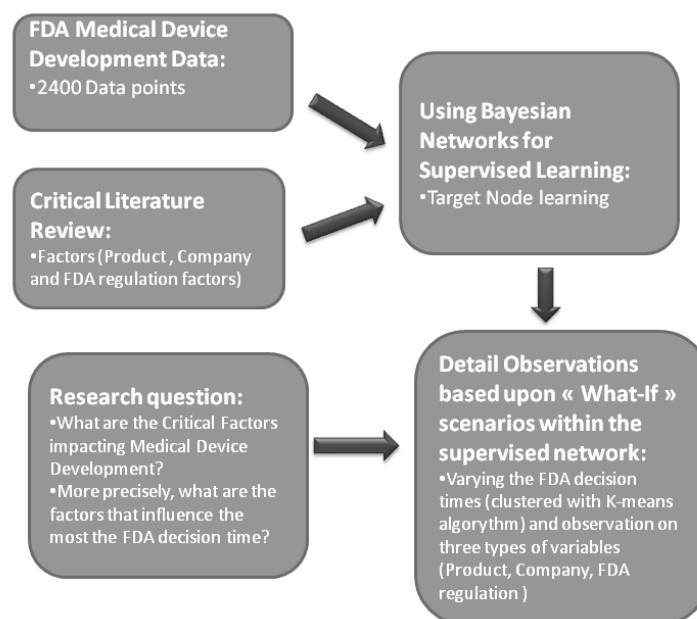 FDA Medical Device
Development Data:
•2400 Data points
Critical Literature
Review:
•Factors (Product , Company
and FDA regulation factors)
Using Bayesian
Networks for
Supervised Learning:
•Target Node learning
Research question:
•What are the Critical Factors
impacting Medical Device
Development?
•More precisely, what are the
factors that influence the
most the FDA decision time?
Detail Observations
based upon « What-If »
scenarios within the
supervised network:
•Varying the FDA decision
times (clustered with K-means
algorythm) and observation on
three types of variables
(Product, Company, FDA
regulation )